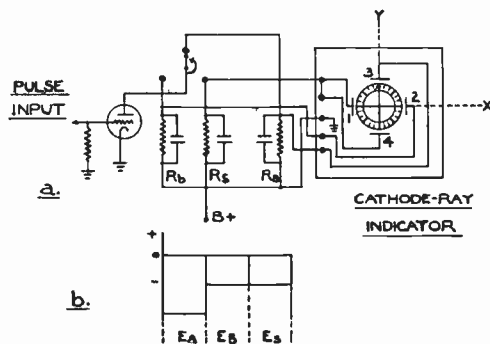 Y
PULSE
INPUT
3
2
X
1
4
a.
Rb
Rs
Ra
B+
CATHODE-RAY
INDICATOR
+
-
b.
EA
EB
Es